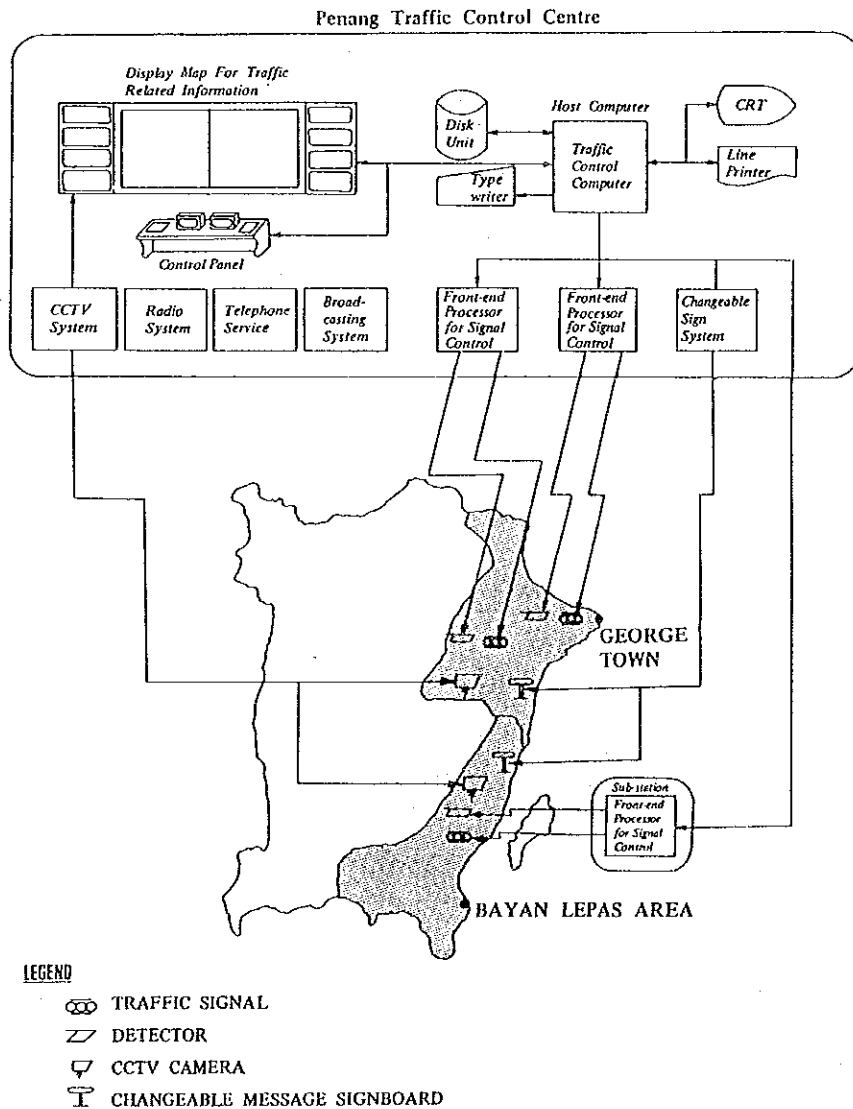 Penang Traffic Control Centre
Display Map For Traffic
Related Information
Disk
Unit
Type
writer
Host Computer
Traffic
Control
Computer
CRT
Line
Printer
Control Panel
CCTV
System
Radio
System
Telephone
Service
Broad-
casting
System
Front-end
Processor
for Signal
Control
Front-end
Processor
for Signal
Control
Changeable
Sign
System
GEORGE
TOWN
Sub-station
Front-end
Processor
for Signal
Control
BAYAN LEPAS AREA
LEGEND
TRAFFIC SIGNAL
DETECTOR
CCTV CAMERA
CHANGEABLE MESSAGE SIGNBOARD